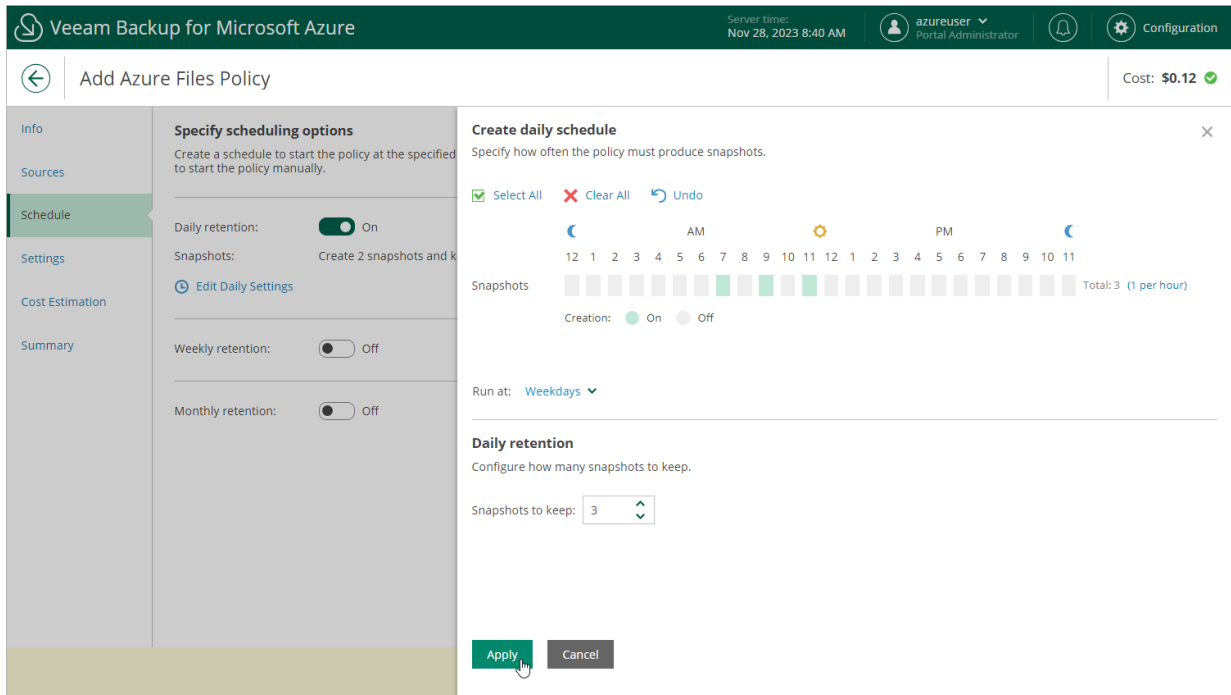 Veeam Backup for Microsoft Azure
Server time:
Nov 28, 2023 8:40 AM
azureuser
Portal Administrator
Configuration
Add Azure Files Policy
Cost: $0.12
Info
Sources
Schedule
Settings
Cost Estimation
Summary
Specify scheduling options
Create a schedule to start the policy at the specified
to start the policy manually.
Daily retention: On
Snapshots: Create 2 snapshots and k
Edit Daily Settings
Weekly retention: Off
Monthly retention: Off
Create daily schedule
Specify how often the policy must produce snapshots.
Select All Clear All Undo
AM PM
12 1 2 3 4 5 6 7 8 9 10 11 12 1 2 3 4 5 6 7 8 9 10 11
Snapshots Total: 3 (1 per hour)
Creation: On Off
Run at: Weekdays
Daily retention
Configure how many snapshots to keep.
Snapshots to keep: 3
Apply Cancel